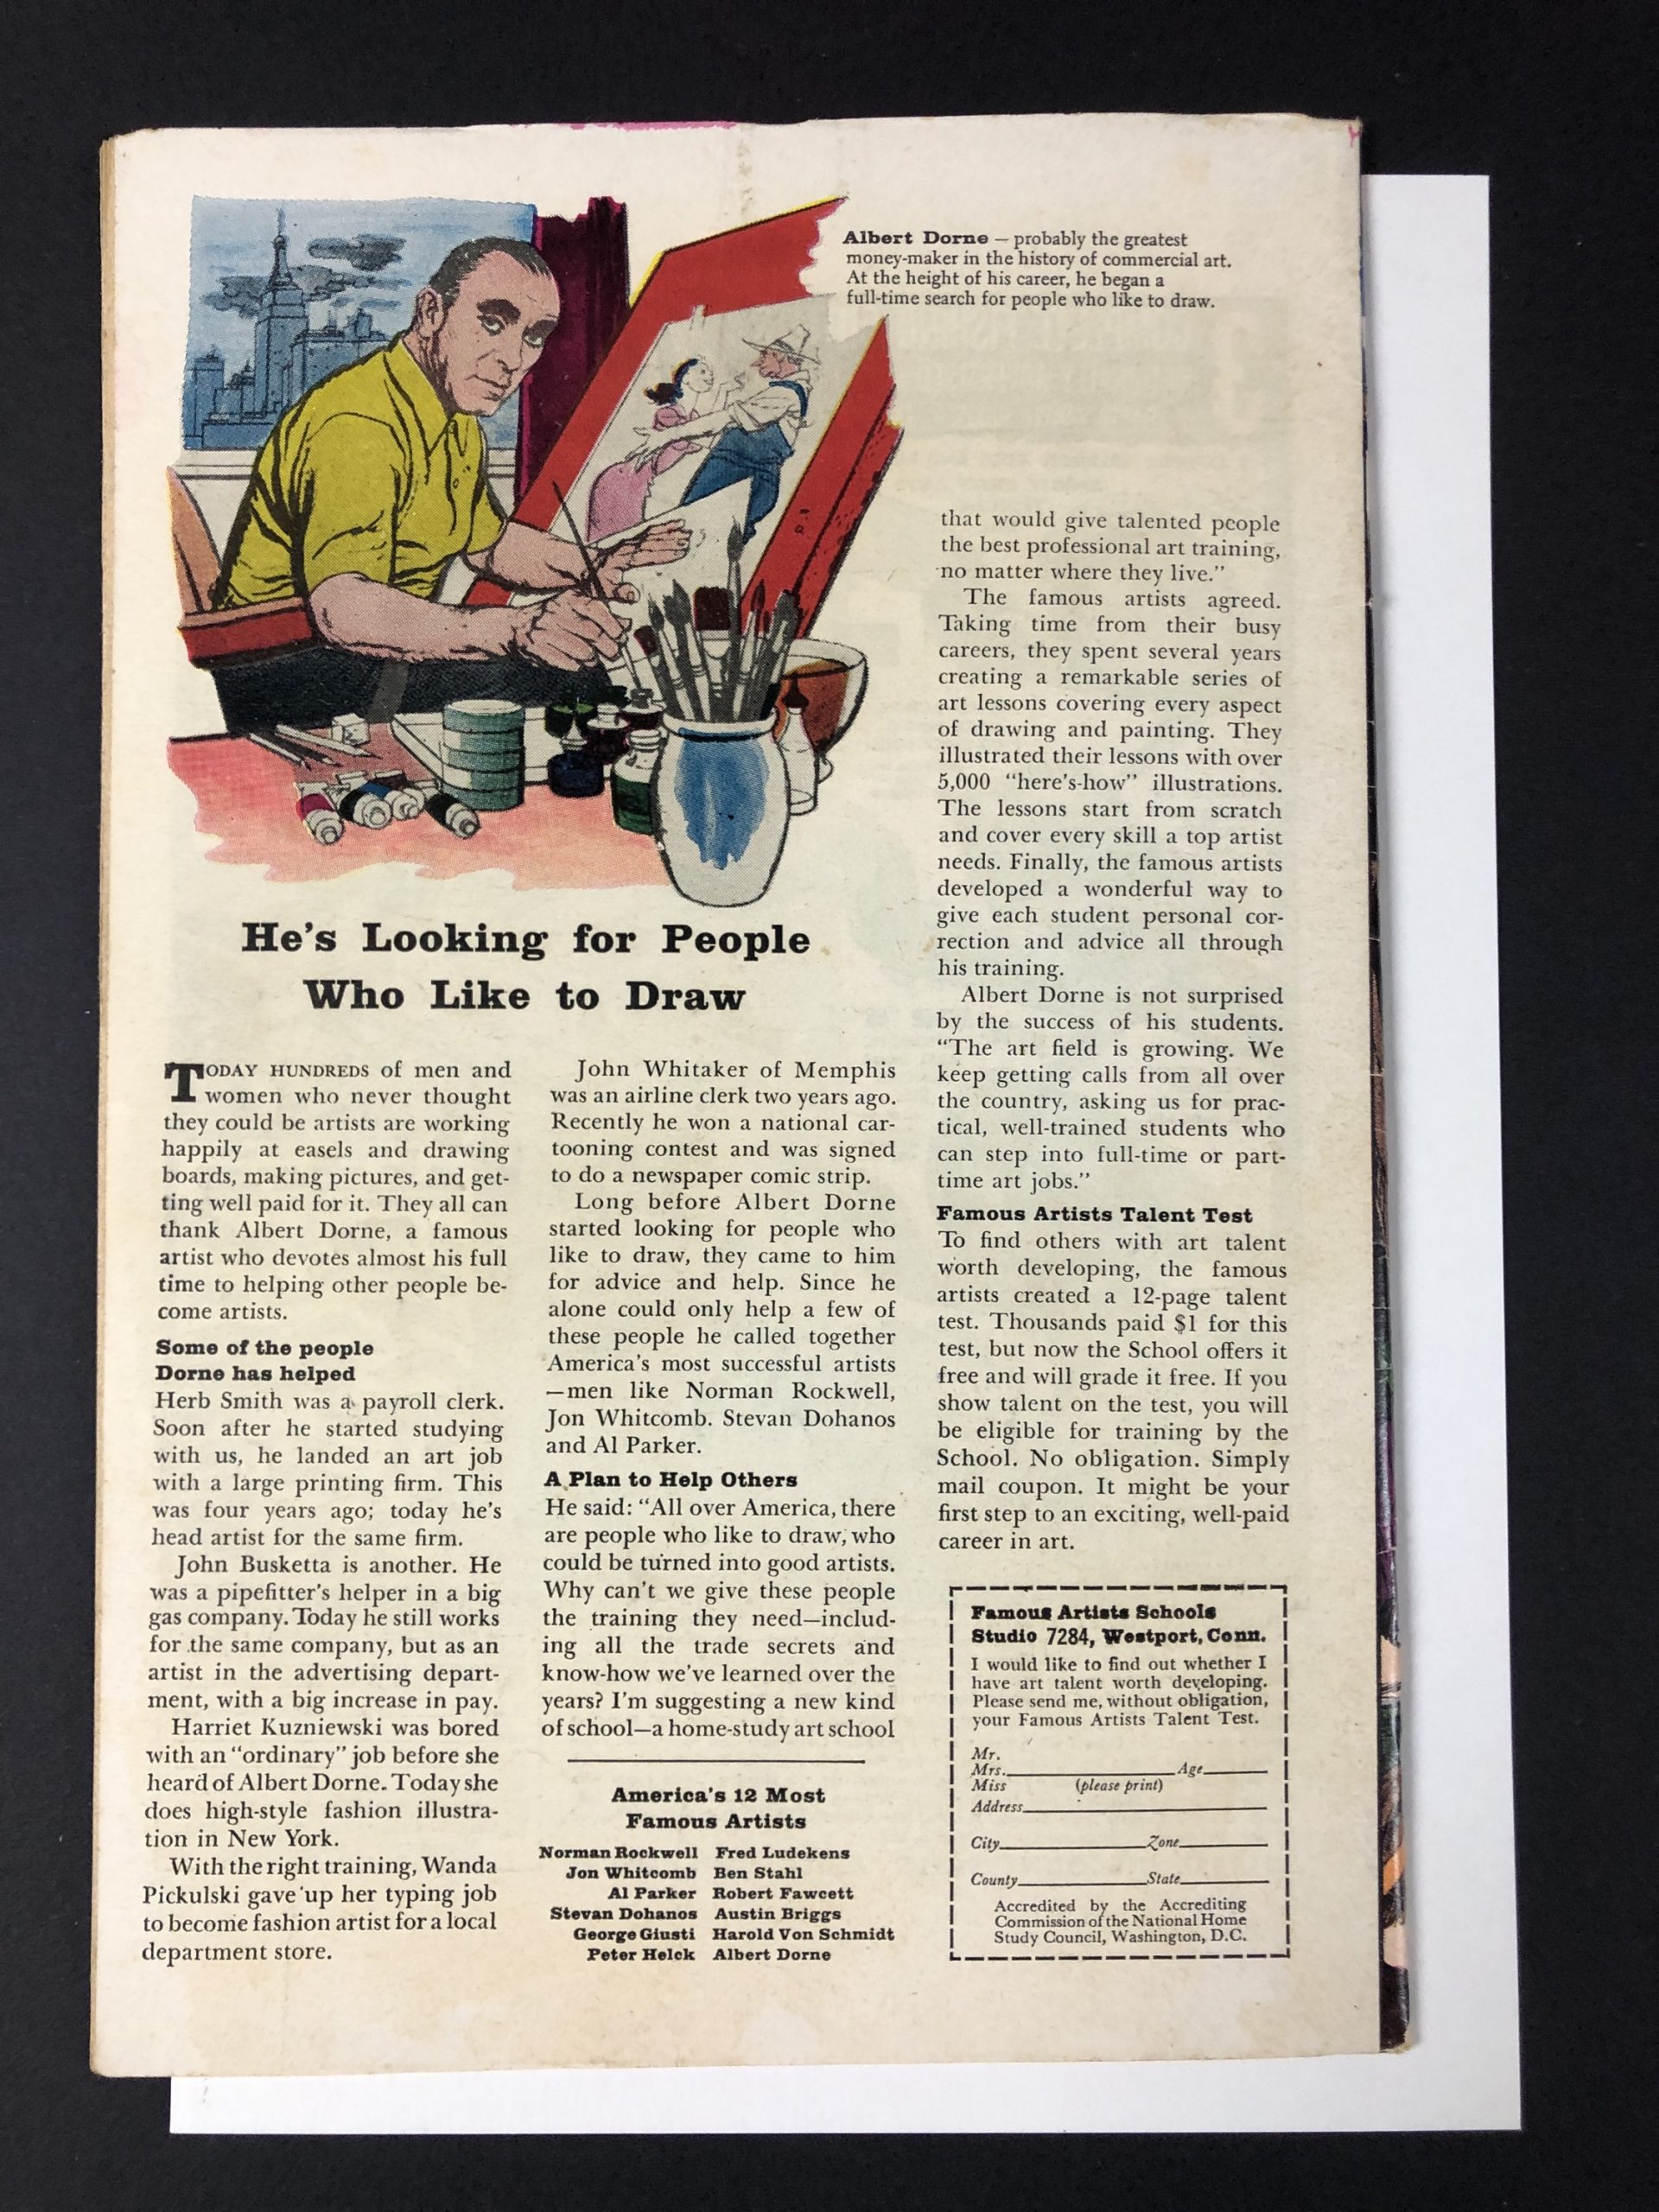 Albert Dorne — probably the greatest
money-maker in the history of commercial art.
At the height of his career, he began a
full-time search for people who like to draw.
He's Looking for People
Who Like to Draw
TODAY HUNDREDS of men and
women who never thought
they could be artists are working
happily at easels and drawing
boards, making pictures, and get-
ting well paid for it. They all can
thank Albert Dorne, a famous
artist who devotes almost his full
time to helping other people be-
come artists.
Some of the people
Dorne has helped
Herb Smith was a payroll clerk.
Soon after he started studying
with us, he landed an art job
with a large printing firm. This
was four years ago; today he's
head artist for the same firm.
John Busketta is another. He
was a pipefitter's helper in a big
gas company. Today he still works
for the same company, but as an
artist in the advertising depart-
ment, with a big increase in pay.
Harriet Kuzniewski was bored
with an "ordinary" job before she
heard of Albert Dorne. Today she
does high-style fashion illustra-
tion in New York.
With the right training, Wanda
Pickulski gave up her typing job
to become fashion artist for a local
department store.
John Whitaker of Memphis
was an airline clerk two years ago.
Recently he won a national car-
tooning contest and was signed
to do a newspaper comic strip.
Long before Albert Dorne
started looking for people who
like to draw, they came to him
for advice and help. Since he
alone could only help a few of
these people he called together
America's most successful artists
—men like Norman Rockwell,
Jon Whitcomb. Stevan Dohanos
and Al Parker.
A Plan to Help Others
He said: "All over America, there
are people who like to draw, who
could be turned into good artists.
Why can't we give these people
the training they need—includ-
ing all the trade secrets and
know-how we've learned over the
years? I'm suggesting a new kind
of school—a home-study art school
America's 12 Most
Famous Artists
Norman Rockwell Fred Ludekens
Jon Whitcomb Ben Stahl
Al Parker Robert Fawcett
Stevan Dohanos Austin Briggs
George Giusti Harold Von Schmidt
Peter Helck Albert Dorne
that would give talented people
the best professional art training,
no matter where they live."
The famous artists agreed.
Taking time from their busy
careers, they spent several years
creating a remarkable series of
art lessons covering every aspect
of drawing and painting. They
illustrated their lessons with over
5,000 "here's-how" illustrations.
The lessons start from scratch
and cover every skill a top artist
needs. Finally, the famous artists
developed a wonderful way to
give each student personal cor-
rection and advice all through
his training.
Albert Dorne is not surprised
by the success of his students.
"The art field is growing. We
keep getting calls from all over
the country, asking us for prac-
tical, well-trained students who
can step into full-time or part-
time art jobs."
Famous Artists Talent Test
To find others with art talent
worth developing, the famous
artists created a 12-page talent
test. Thousands paid $1 for this
test, but now the School offers it
free and will grade it free. If you
show talent on the test, you will
be eligible for training by the
School. No obligation. Simply
mail coupon. It might be your
first step to an exciting, well-paid
career in art.
Famous Artists Schools
Studio 7284, Westport, Conn.
I would like to find out whether I
have art talent worth developing.
Please send me, without obligation,
your Famous Artists Talent Test.
Mr.
Mrs. Age
Miss (please print)
Address
City Zone
County State
Accredited by the Accrediting
Commission of the National Home
Study Council, Washington, D.C.